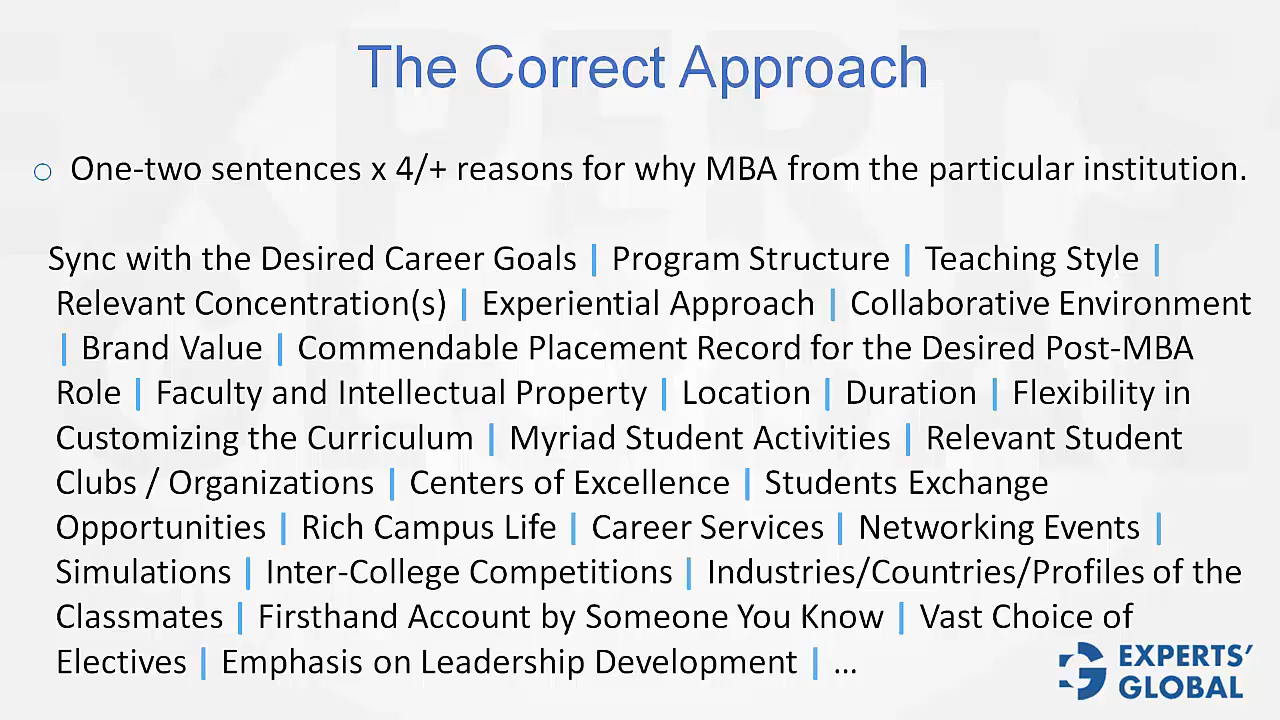 The Correct Approach
○ One-two sentences x 4/+ reasons for why MBA from the particular institution.
Sync with the Desired Career Goals | Program Structure | Teaching Style |
Relevant Concentration(s) | Experiential Approach | Collaborative Environment
| Brand Value | Commendable Placement Record for the Desired Post-MBA
Role | Faculty and Intellectual Property | Location | Duration | Flexibility in
Customizing the Curriculum | Myriad Student Activities | Relevant Student
Clubs / Organizations | Centers of Excellence | Students Exchange
Opportunities | Rich Campus Life | Career Services | Networking Events |
Simulations | Inter-College Competitions | Industries/Countries/Profiles of the
Classmates | Firsthand Account by Someone You Know | Vast Choice of
Electives | Emphasis on Leadership Development | ...
EXPERTS'
GLOBAL